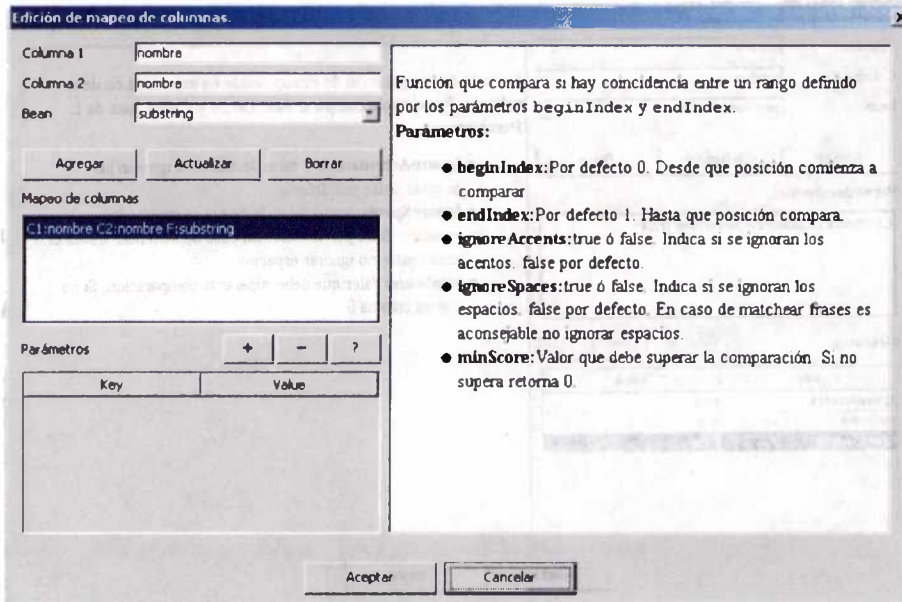 Edición de mapeo de columnas.
Columna 1
nombre
Columna 2
nombre
Bean
substring
Agregar
Actualizar
Borrar
Mapeo de columnas
C1:nombre C2:nombre F:substring
Parámetros
+
-
?
Key
Value
Función que compara si hay coincidencia entre un rango definido
por los parámetros beginIndex y endIndex.
Parámetros:
● beginIndex:Por defecto 0. Desde que posición comienza a
comparar
● endIndex:Por defecto 1. Hasta que posición compara.
● ignoreAccents:true ó false. Indica si se ignoran los
acentos. false por defecto.
● ignoreSpaces:true ó false. Indica si se ignoran los
espacios. false por defecto. En caso de matchear frases es
aconsejable no ignorar espacios.
● minScore:Valor que debe superar la comparación. Si no
supera retorna 0.
Aceptar
Cancelar